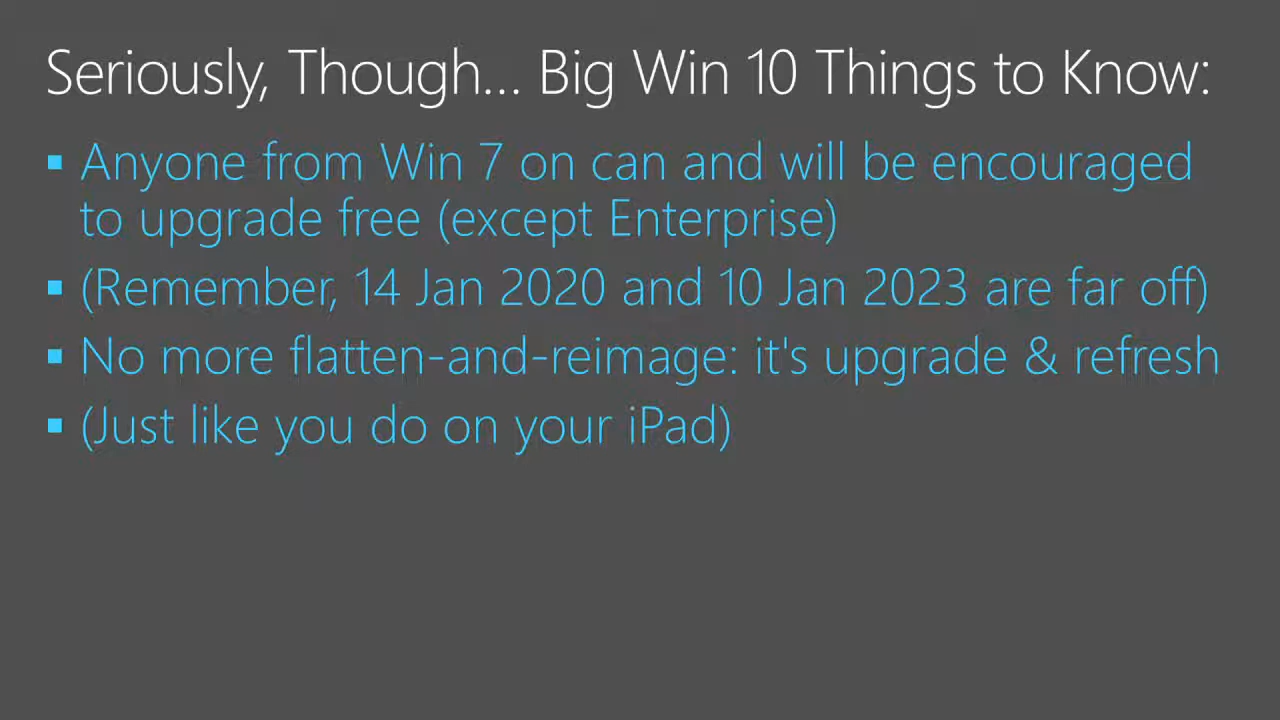 Seriously, Though... Big Win 10 Things to Know:
▪ Anyone from Win 7 on can and will be encouraged
to upgrade free (except Enterprise)
▪ (Remember, 14 Jan 2020 and 10 Jan 2023 are far off)
▪ No more flatten-and-reimage: it's upgrade & refresh
▪ (Just like you do on your iPad)